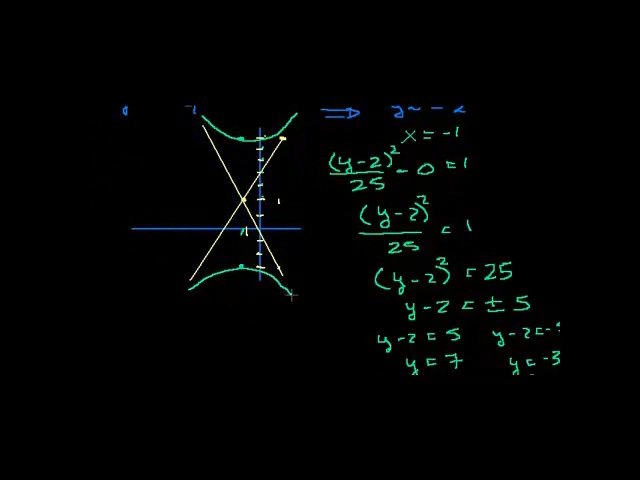 x = -1
(y-2)²/25 - 0 = 1
(y-2)²/25 = 1
(y-2)² = 25
y-2 = ± 5
y-2 = 5 y-2 = -
y = 7 y = -3